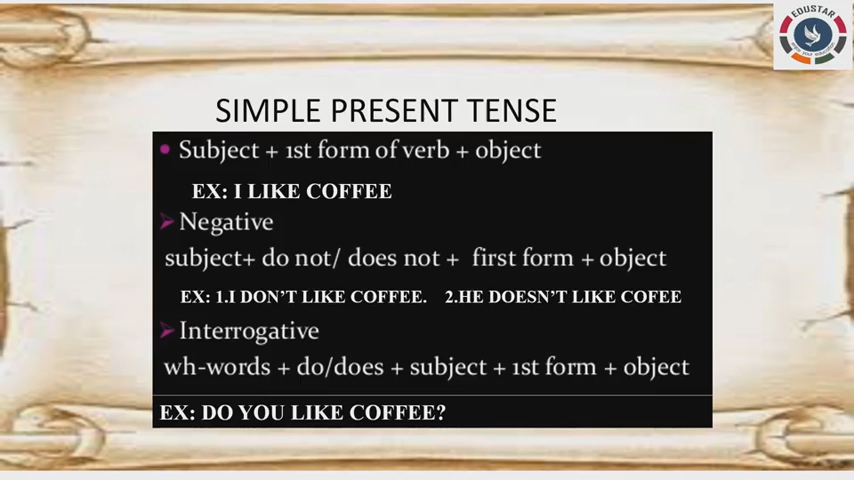 EDUSTAR
SIMPLE PRESENT TENSE
Subject + 1st form of verb + object
EX: I LIKE COFFEE
Negative
subject+ do not/ does not + first form + object
EX: 1.I DON'T LIKE COFFEE. 2.HE DOESN'T LIKE COFEE
Interrogative
wh-words + do/does + subject + 1st form + object
EX: DO YOU LIKE COFFEE?